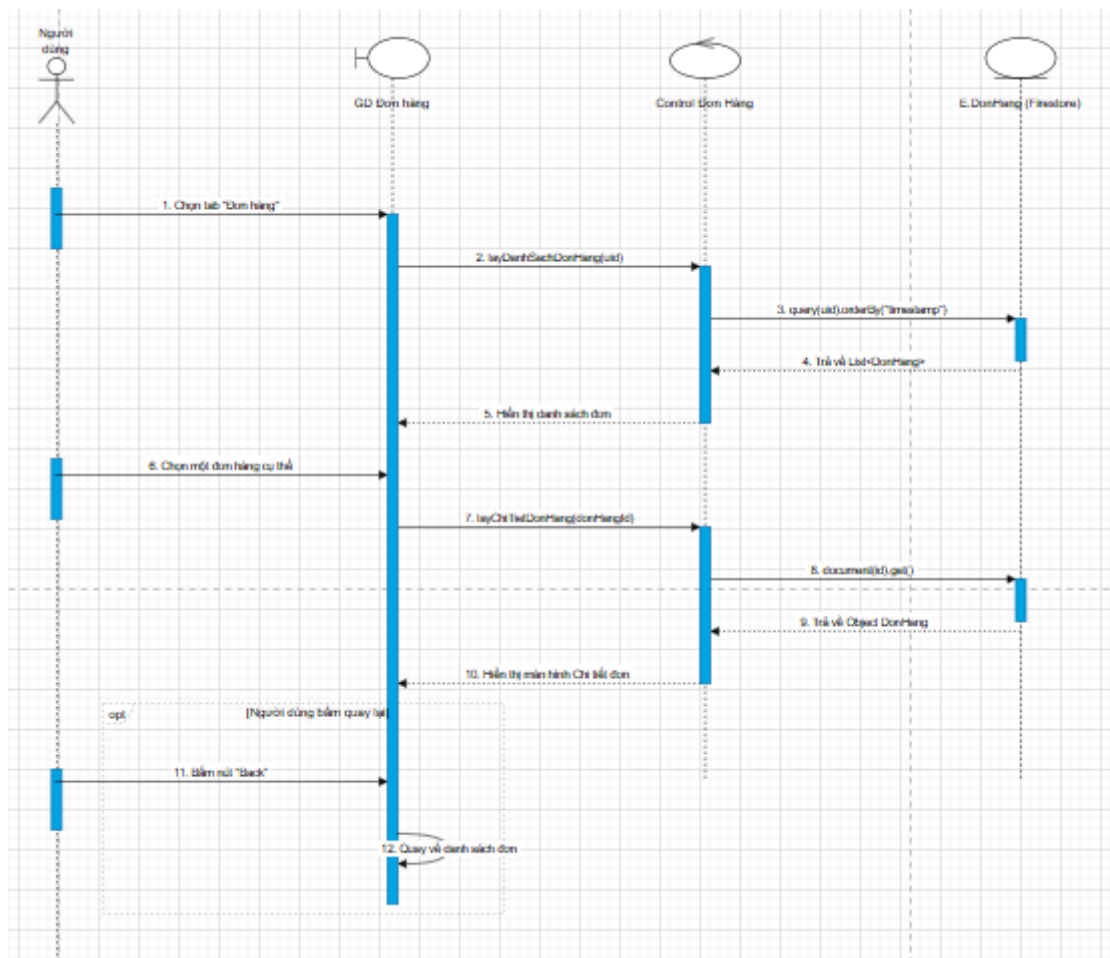 Người
dùng
GD Đơn hàng
Control Đơn Hàng
E.DonHang (Firestore)
1. Chọn tab "Đơn hàng"
2. layDanhSachDonHang(uid)
3. query(uid).orderBy("timestamp")
4. Trả về List<DonHang>
5. Hiển thị danh sách đơn
6. Chọn một đơn hàng cụ thể
7. layChiTietDonHang(donHangId)
8. document(id).get()
9. Trả về Object DonHang
10. Hiển thị màn hình Chi tiết đơn
opt
[Người dùng bấm quay lại]
11. Bấm nút "Back"
12. Quay về danh sách đơn